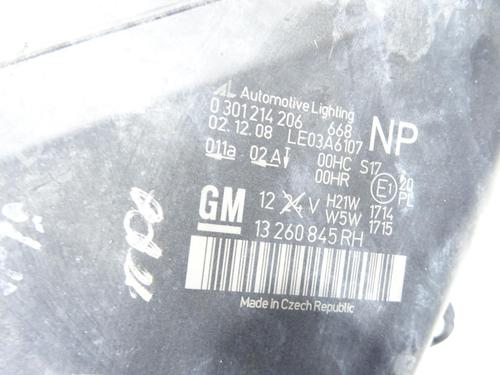 AL Automotive Lighting
0 301 214 206 668
02.12.08 LE03A6107 NP
011a 02A 00HC S17
00HR E1 20 PL
GM 12 24 V H21W 1714
W5W 1715
13 260 845 RH
Made in Czech Republic